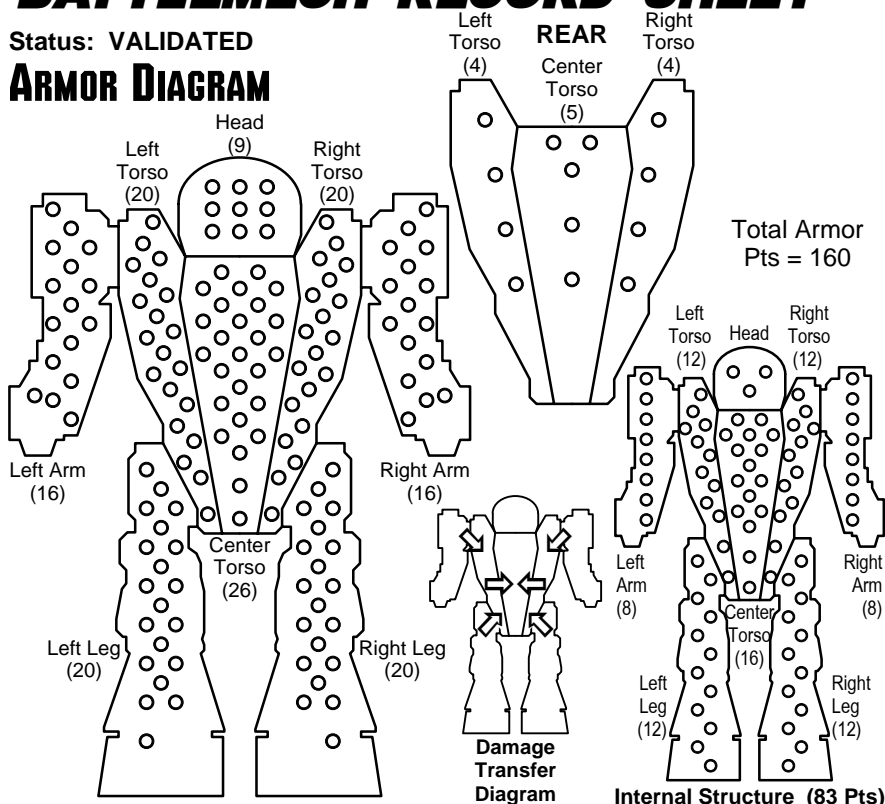 BATTLEMECH RECORD SHEET
Status: VALIDATED
ARMOR DIAGRAM
Left
Torso
(4)
REAR
Right
Torso
(4)
Center
Torso
(5)
Head
(9)
Left
Torso
(20)
Right
Torso
(20)
Total Armor
Pts = 160
Left Arm
(16)
Right Arm
(16)
Center
Torso
(26)
Left Leg
(20)
Right Leg
(20)
Left
Torso
(12)
Head
Right
Torso
(12)
Left
Arm
(8)
Right
Arm
(8)
Center
Torso
(16)
Left
Leg
(12)
Right
Leg
(12)
Damage
Transfer
Diagram
Internal Structure (83 Pts)